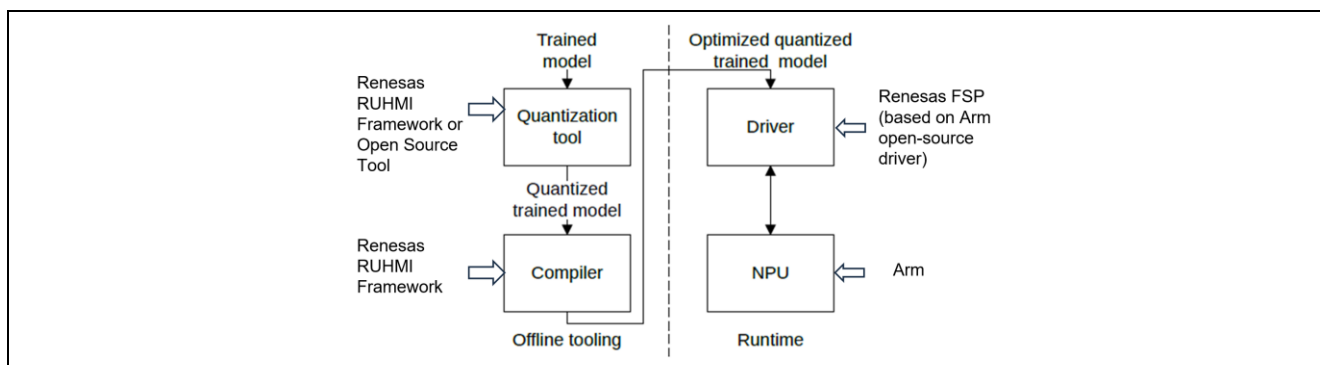 Trained
model
Optimized quantized
trained model
Renesas
RUHMI
Framework or
Open Source
Tool
Quantization
tool
Driver
Renesas FSP
(based on Arm
open-source
driver)
Quantized
trained model
Renesas
RUHMI
Framework
Compiler
NPU
Arm
Offline tooling
Runtime